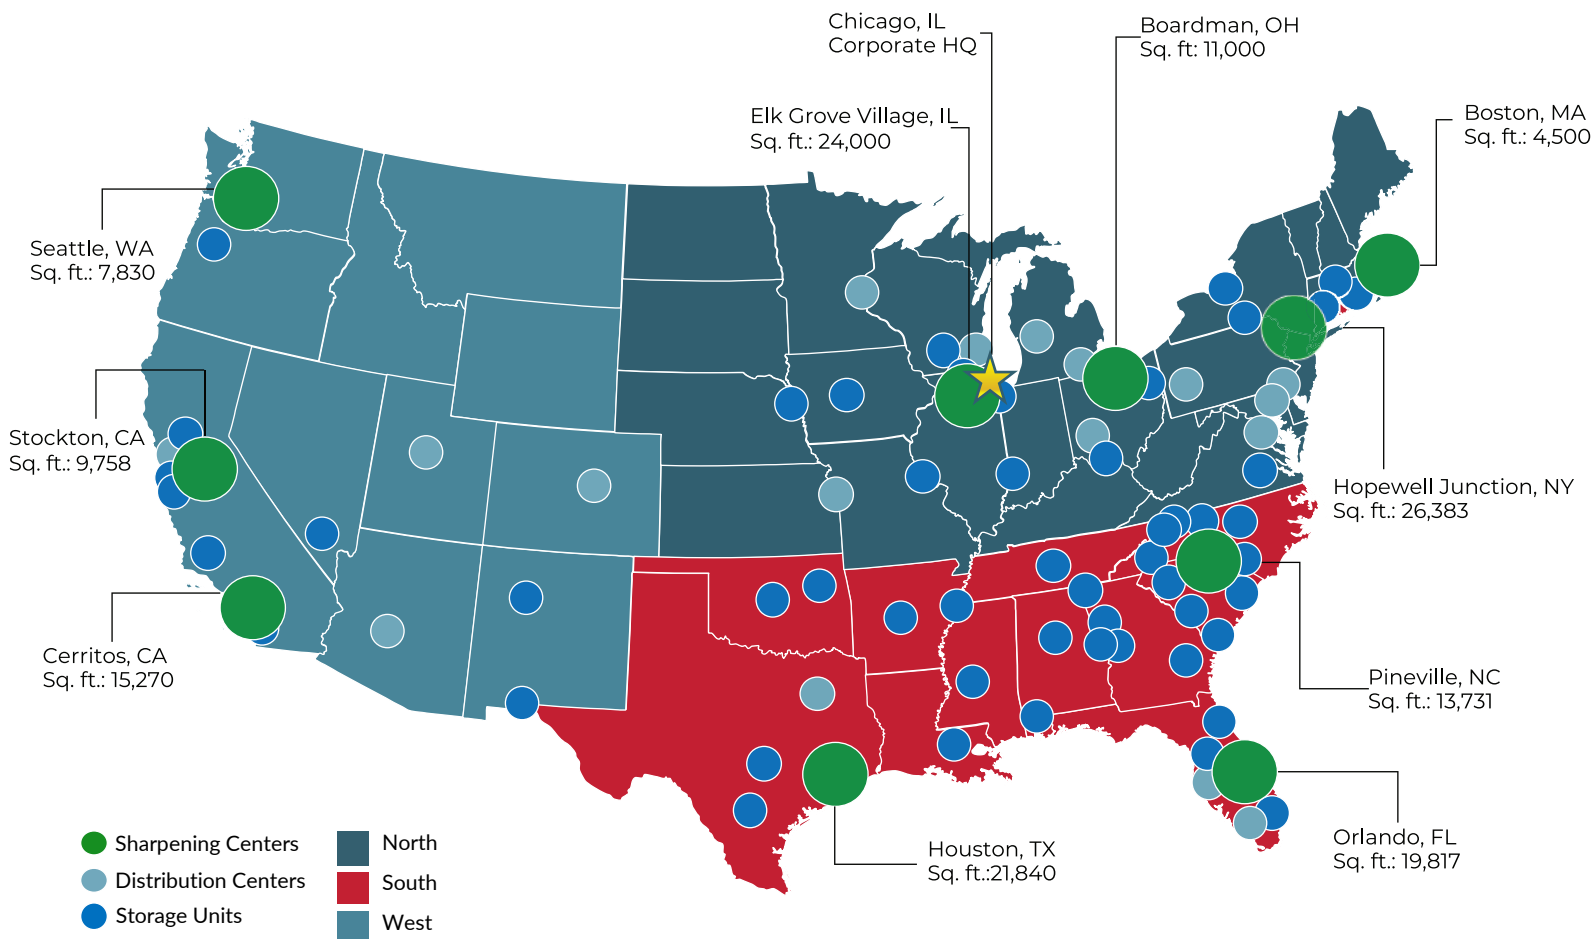 Chicago, IL
Corporate HQ
Boardman, OH
Sq. ft: 11,000
Elk Grove Village, IL
Sq. ft.: 24,000
Boston, MA
Sq. ft.: 4,500
Seattle, WA
Sq. ft.: 7,830
Stockton, CA
Sq. ft.: 9,758
Hopewell Junction, NY
Sq. ft.: 26,383
Cerritos, CA
Sq. ft.: 15,270
Pineville, NC
Sq. ft.: 13,731
Houston, TX
Sq. ft.:21,840
Orlando, FL
Sq. ft.: 19,817
Sharpening Centers
Distribution Centers
Storage Units
North
South
West